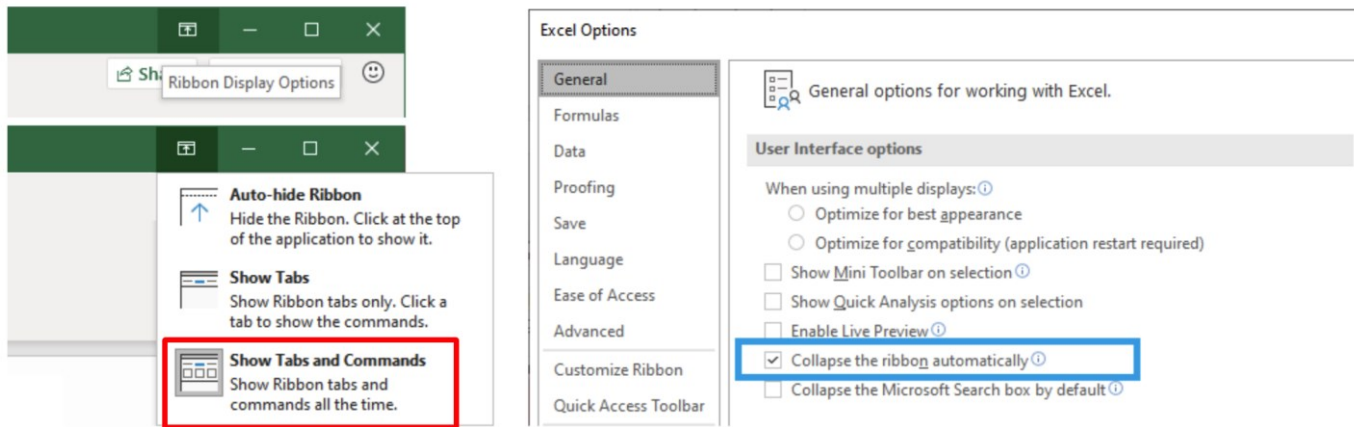 Sh
Ribbon Display Options
Auto-hide Ribbon
Hide the Ribbon. Click at the top
of the application to show it.
Show Tabs
Show Ribbon tabs only. Click a
tab to show the commands.
Show Tabs and Commands
Show Ribbon tabs and
commands all the time.
Excel Options
General
Formulas
Data
Proofing
Save
Language
Ease of Access
Advanced
Customize Ribbon
Quick Access Toolbar
General options for working with Excel.
User Interface options
When using multiple displays:
Optimize for best appearance
Optimize for compatibility (application restart required)
Show Mini Toolbar on selection
Show Quick Analysis options on selection
Enable Live Preview
Collapse the ribbon automatically
Collapse the Microsoft Search box by default